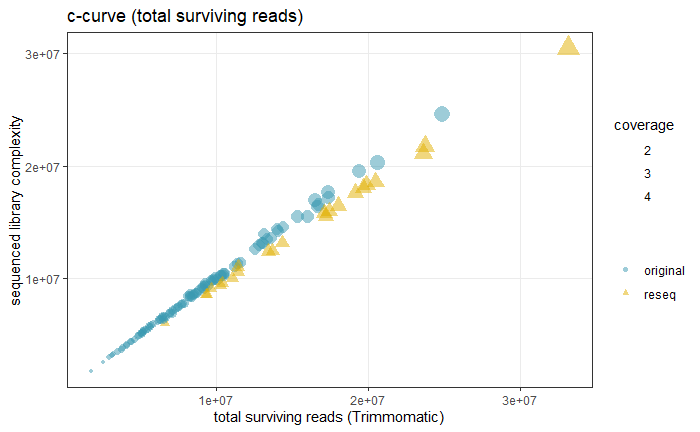 c-curve (total surviving reads)
3e+07
2e+07
1e+07
sequenced library complexity
1e+07
2e+07
3e+07
total surviving reads (Trimmomatic)
coverage
2
3
4
original
reseq